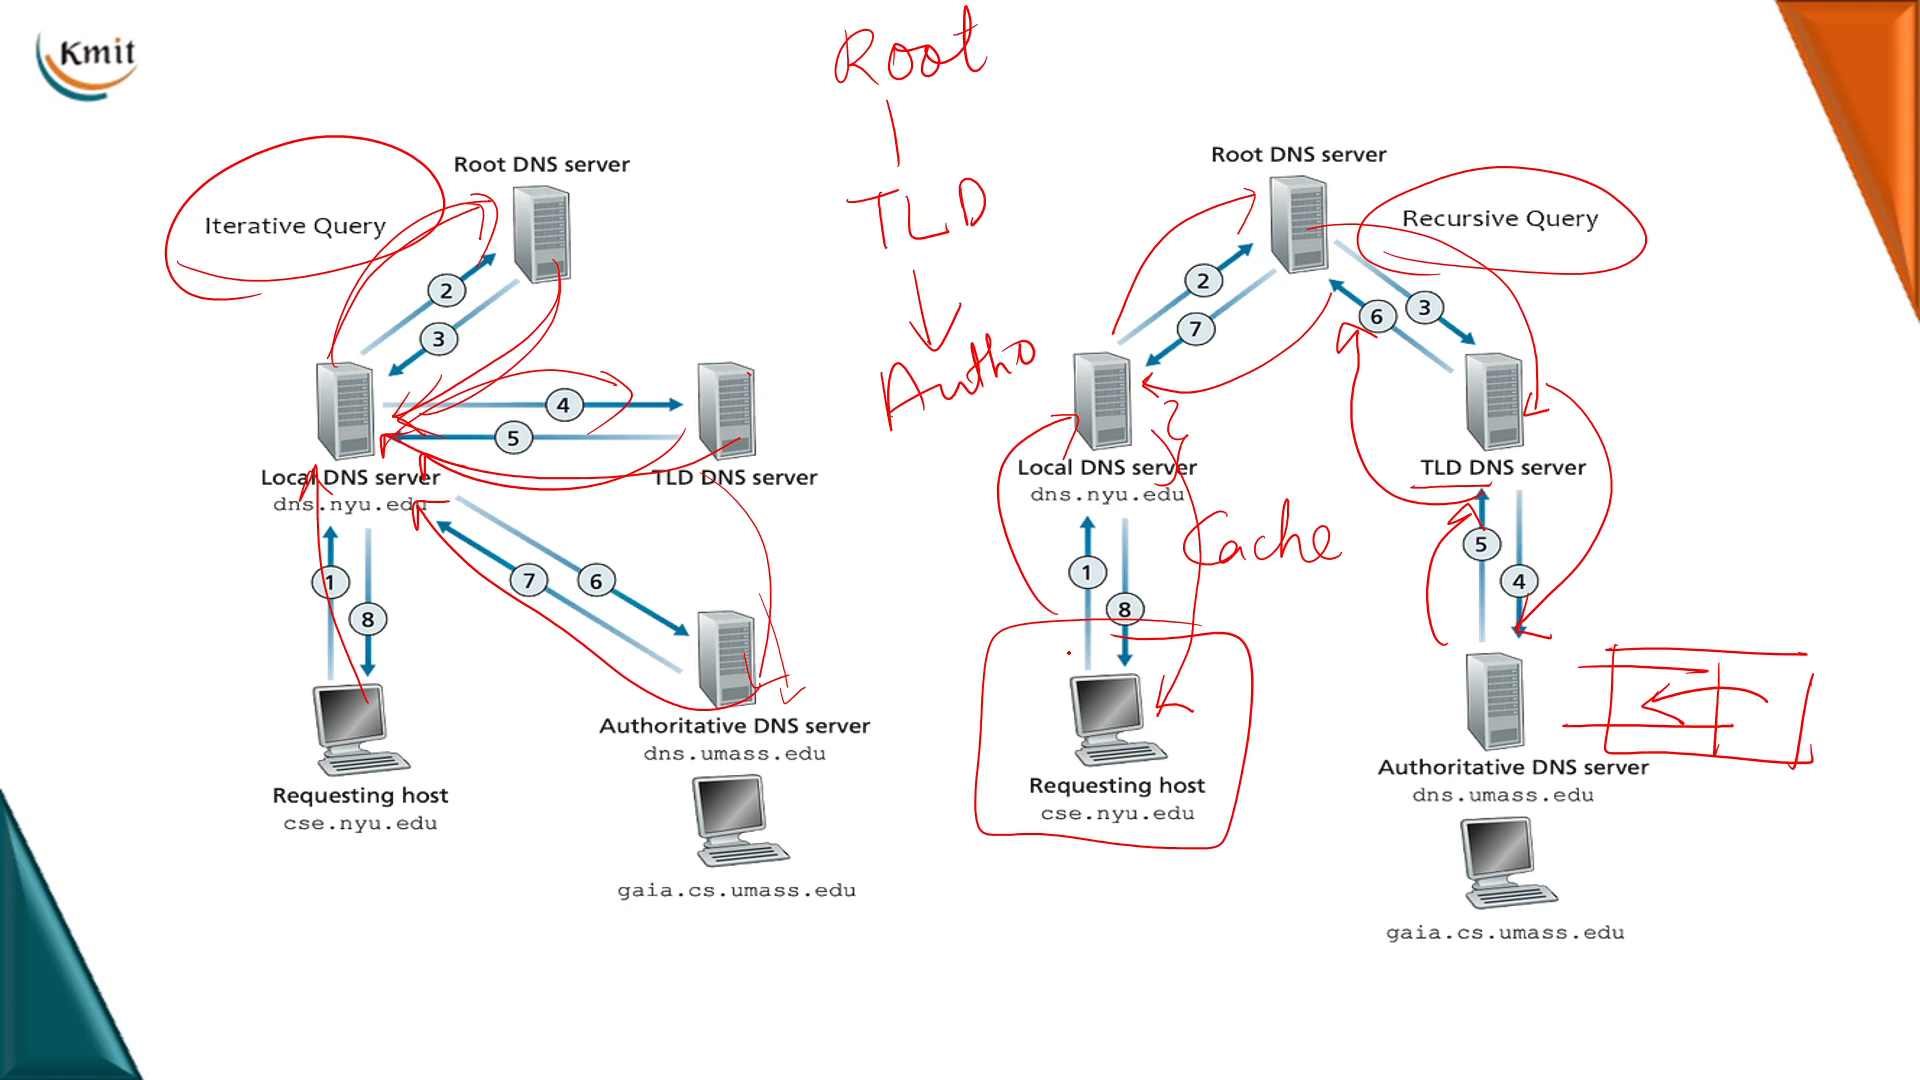 Kmit
Root
TLD
Autho
Iterative Query
Root DNS server
2
3
4
5
Local DNS server
dns.nyu.edu
TLD DNS server
1
8
7
6
Authoritative DNS server
dns.umass.edu
Requesting host
cse.nyu.edu
gaia.cs.umass.edu
Root DNS server
Recursive Query
2
7
6
3
Local DNS server
dns.nyu.edu
TLD DNS server
Cache
1
8
5
4
Requesting host
cse.nyu.edu
Authoritative DNS server
dns.umass.edu
gaia.cs.umass.edu